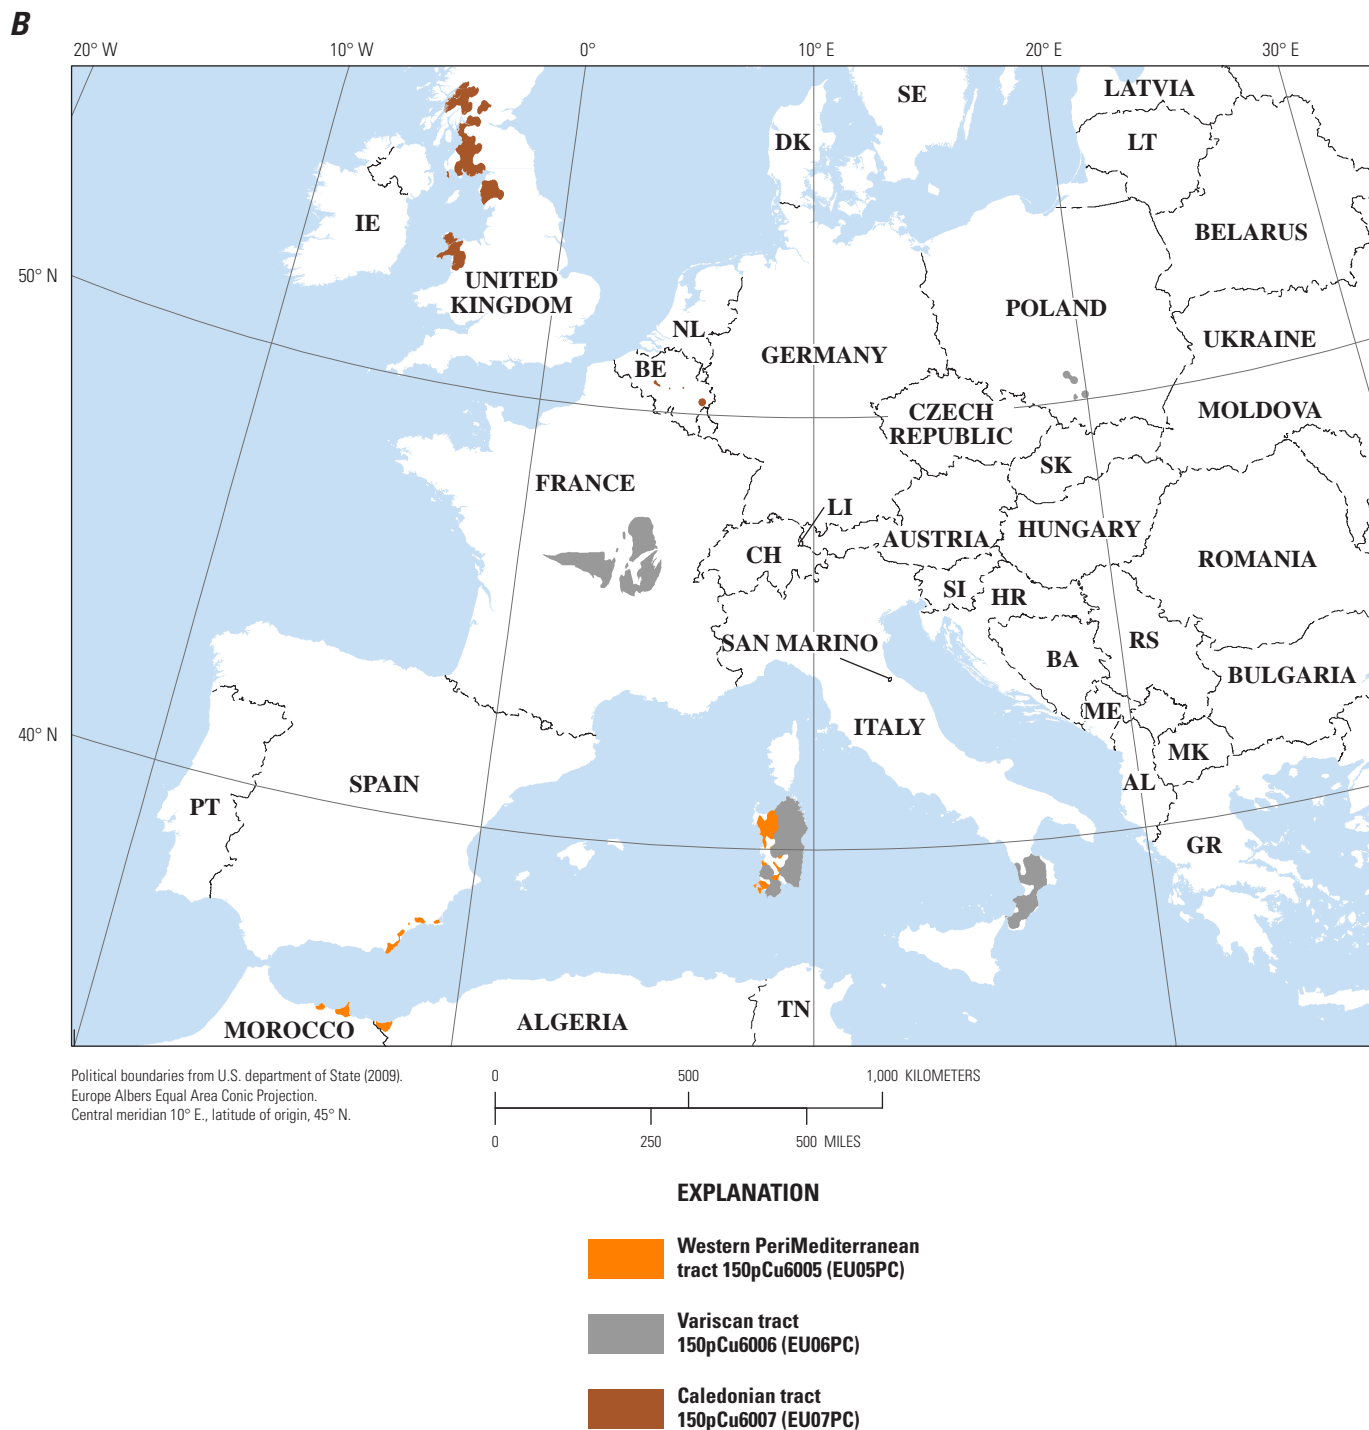 B
20° W
10° W
0°
10° E
20° E
30° E
50° N
40° N
LATVIA
SE
LT
DK
IE
BELARUS
UNITED
KINGDOM
POLAND
NL
UKRAINE
GERMANY
BE
CZECH
REPUBLIC
MOLDOVA
SK
FRANCE
LI
HUNGARY
AUSTRIA
CH
ROMANIA
SI
HR
SAN MARINO
RS
BA
BULGARIA
ME
ITALY
MK
SPAIN
AL
PT
GR
TN
ALGERIA
MOROCCO
Political boundaries from U.S. department of State (2009).
Europe Albers Equal Area Conic Projection.
Central meridian 10° E., latitude of origin, 45° N.
0 500 1,000 KILOMETERS
0 250 500 MILES
EXPLANATION
Western PeriMediterranean
tract 150pCu6005 (EU05PC)
Variscan tract
150pCu6006 (EU06PC)
Caledonian tract
150pCu6007 (EU07PC)